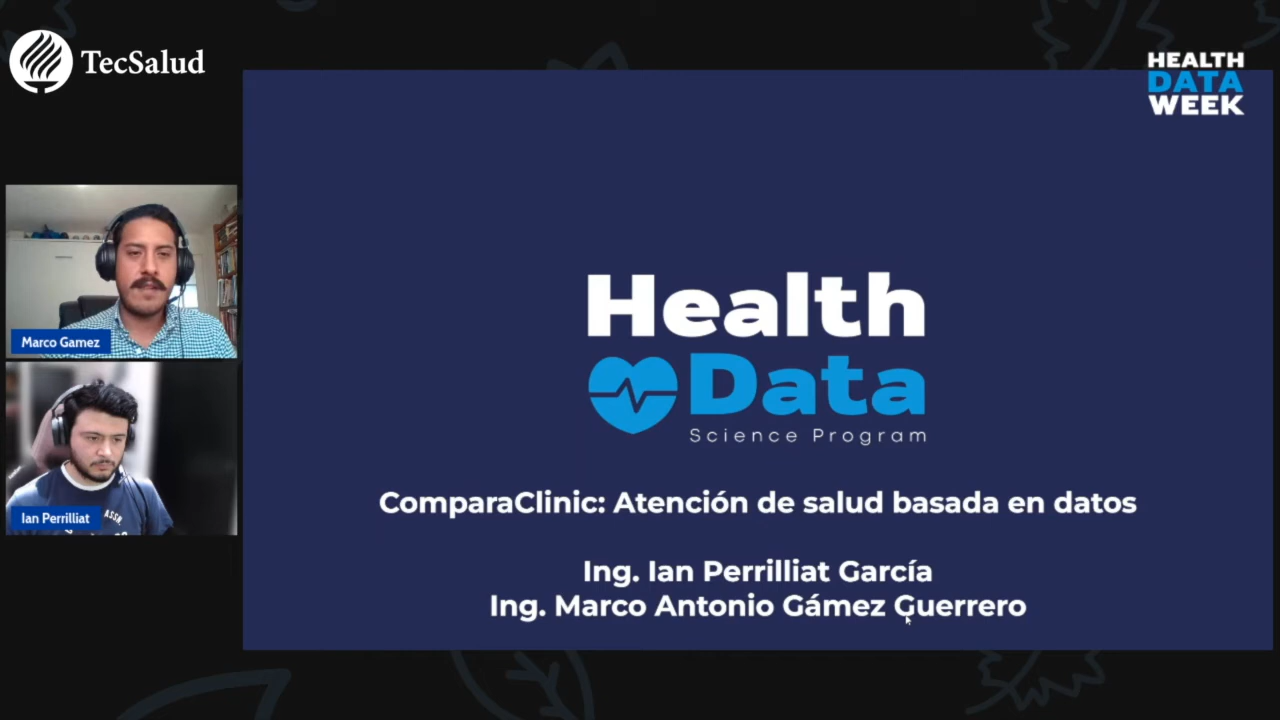 TecSalud
HEALTH
DATA
WEEK
Marco Gamez
Ian Perrilliat
Health
Data
Science Program
ComparaClinic: Atención de salud basada en datos
Ing. Ian Perrilliat García
Ing. Marco Antonio Gámez Guerrero